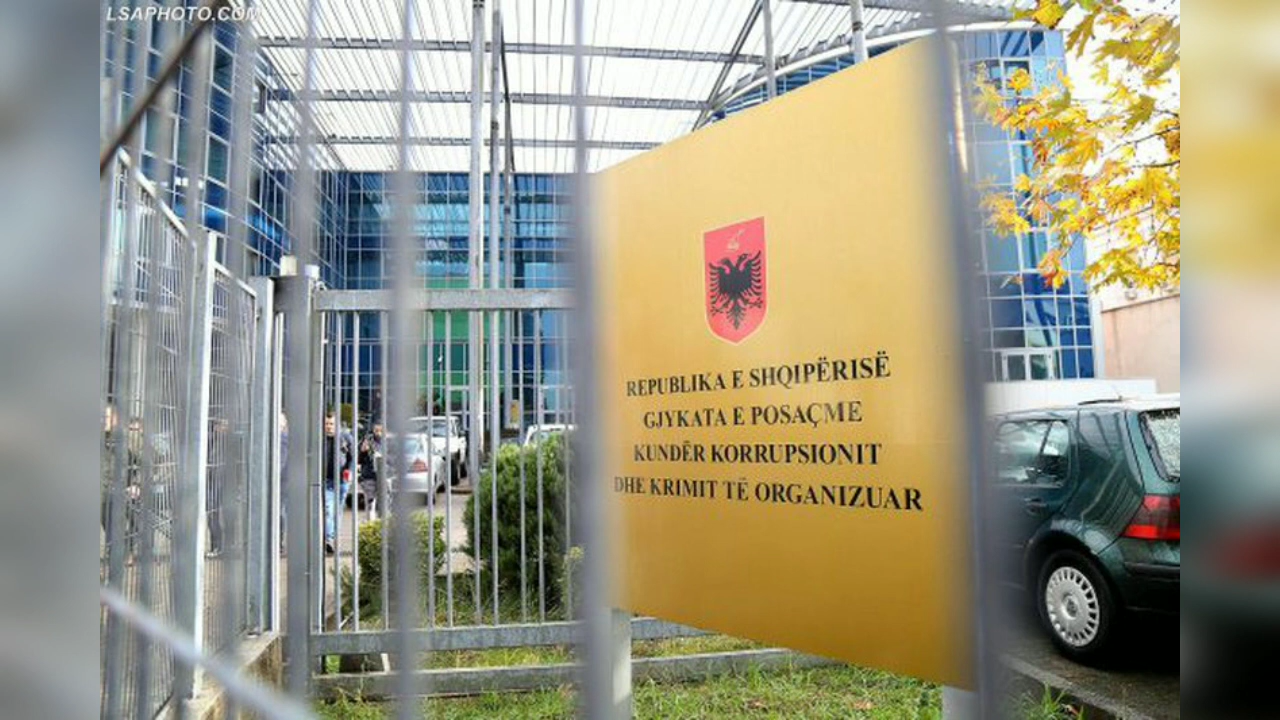 LSAPHOTO.COM
REPUBLIKA E SHQIPËRISË
GJYKATA E POSAÇME
KUNDËR KORRUPSIONIT
DHE KRIMIT TË ORGANIZUAR